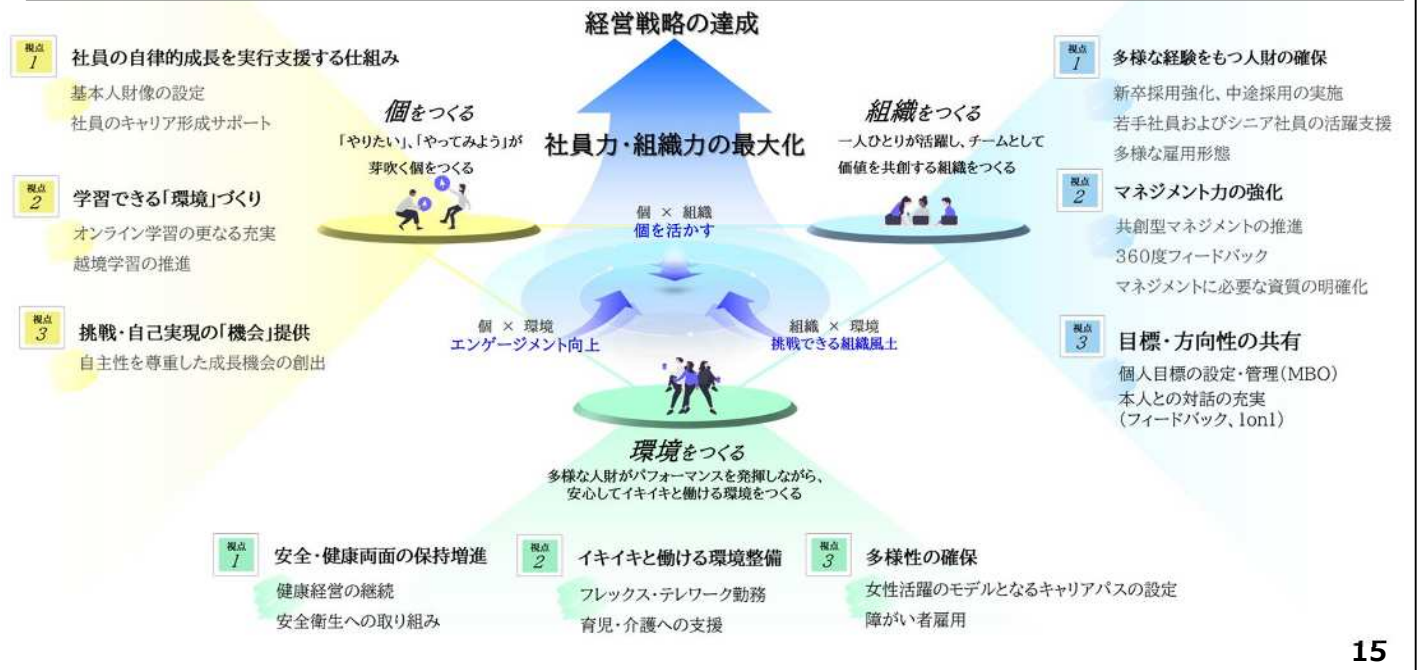 経営戦略の達成
社員力・組織力の最大化
視点
1
社員の自律的成長を実行支援する仕組み
基本人財像の設定
社員のキャリア形成サポート
視点
2
学習できる「環境」づくり
オンライン学習の更なる充実
越境学習の推進
視点
3
挑戦・自己実現の「機会」提供
自主性を尊重した成長機会の創出
個をつくる
「やりたい」、「やってみよう」が
芽吹く個をつくる
組織をつくる
一人ひとりが活躍し、チームとして
価値を共創する組織をつくる
個 × 組織
個を活かす
個 × 環境
エンゲージメント向上
組織 × 環境
挑戦できる組織風土
環境をつくる
多様な人財がパフォーマンスを発揮しながら、
安心してイキイキと働ける環境をつくる
視点
1
多様な経験をもつ人財の確保
新卒採用強化、中途採用の実施
若手社員およびシニア社員の活躍支援
多様な雇用形態
視点
2
マネジメント力の強化
共創型マネジメントの推進
360度フィードバック
マネジメントに必要な資質の明確化
視点
3
目標・方向性の共有
個人目標の設定・管理(MBO)
本人との対話の充実
(フィードバック、1on1)
視点
1
安全・健康両面の保持増進
健康経営の継続
安全衛生への取り組み
視点
2
イキイキと働ける環境整備
フレックス・テレワーク勤務
育児・介護への支援
視点
3
多様性の確保
女性活躍のモデルとなるキャリアパスの設定
障がい者雇用
15